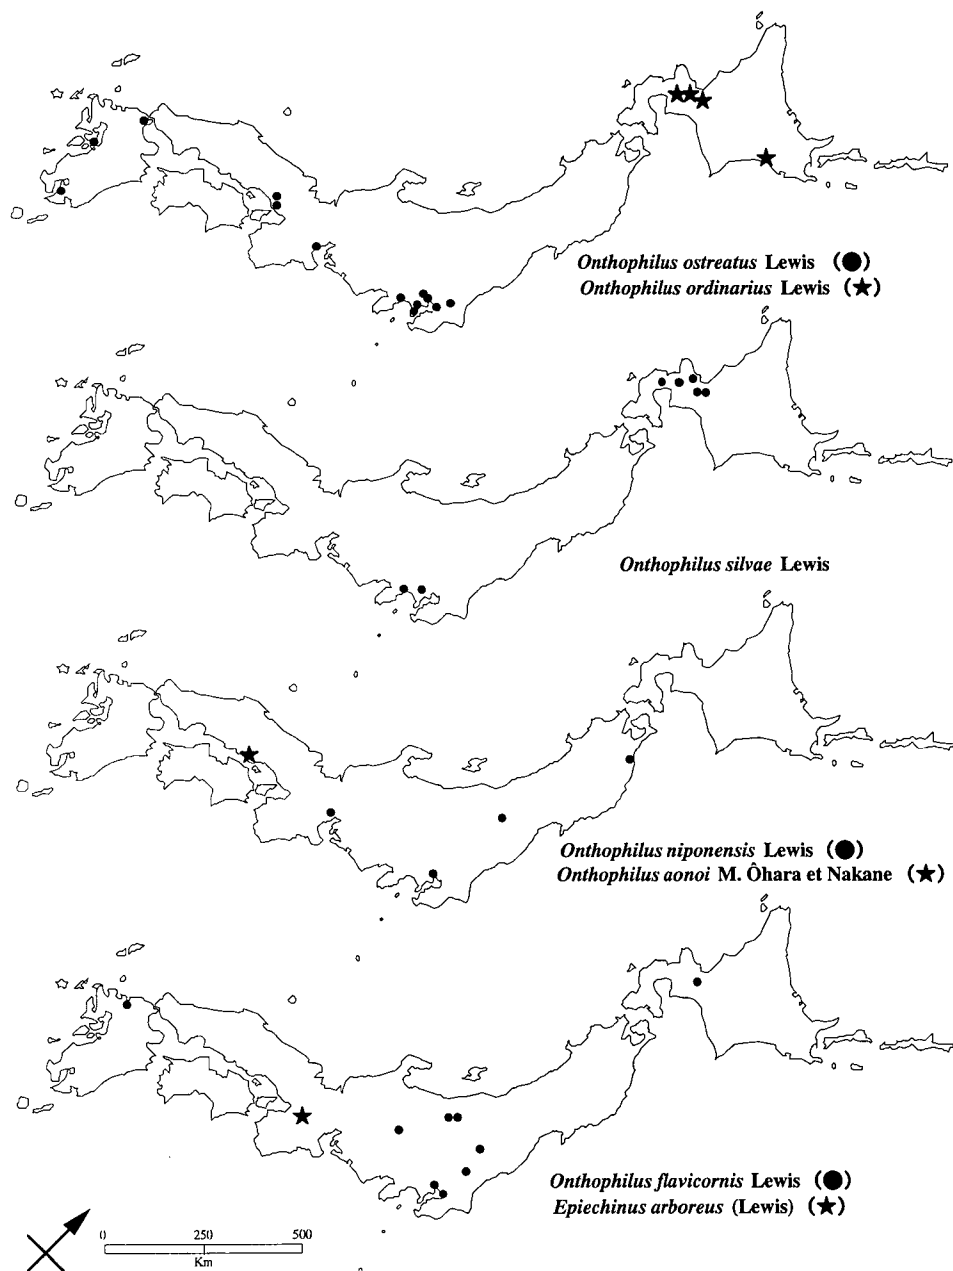 Onthophilus ostreatus Lewis (●)
Onthophilus ordinarius Lewis (★)
Onthophilus silvae Lewis
Onthophilus niponensis Lewis (●)
Onthophilus aonoi M. Ôhara et Nakane (★)
Onthophilus flavicornis Lewis (●)
Epiechinus arboreus (Lewis) (★)
0 250 500
Km